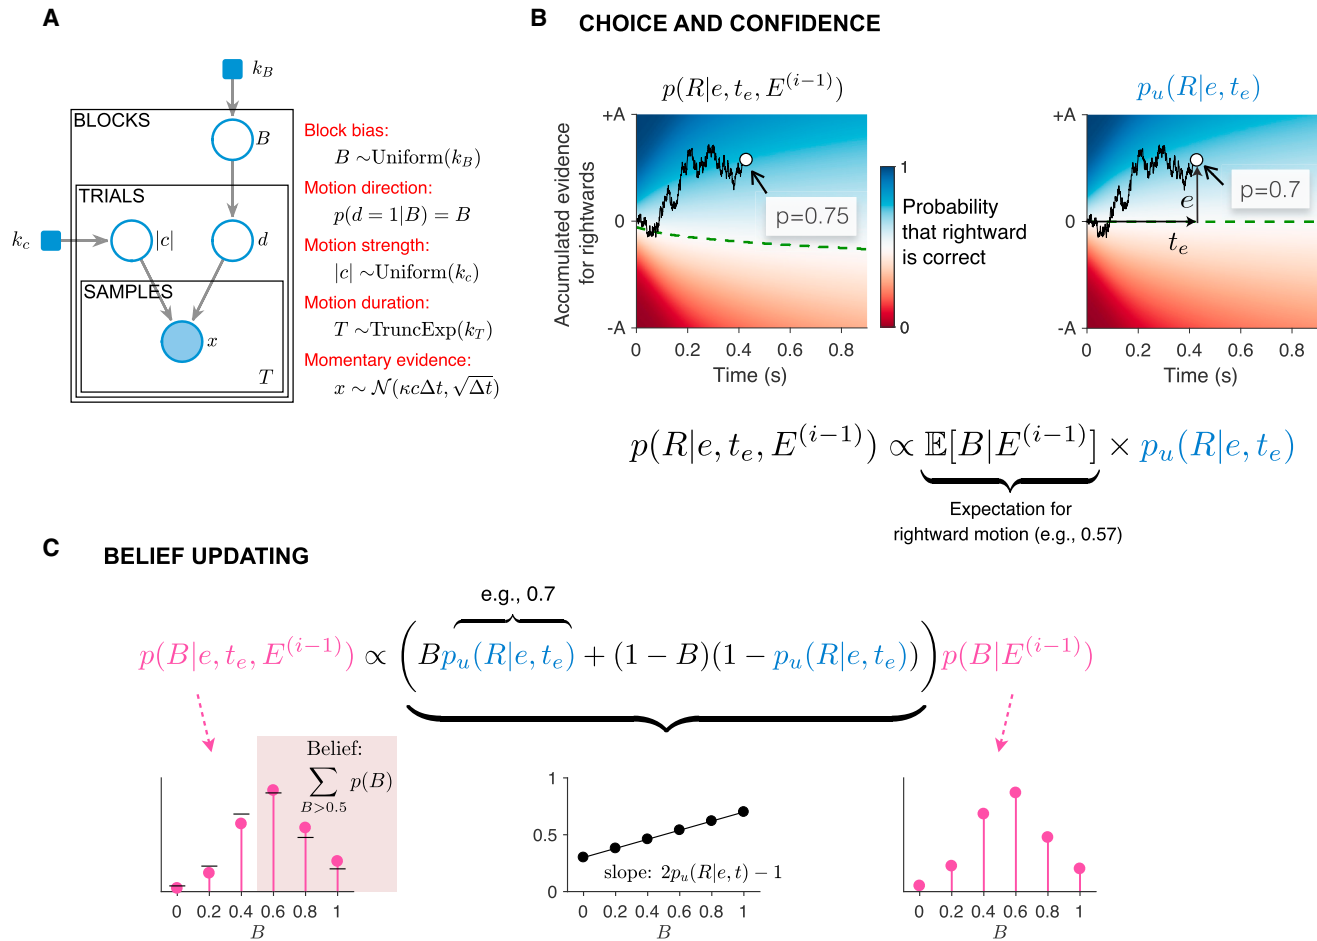 A
k_B
BLOCKS
B
TRIALS
k_c
|c|
d
SAMPLES
x
T
Block bias:
B ∼Uniform(k_B)
Motion direction:
p(d = 1|B) = B
Motion strength:
|c| ∼Uniform(k_c)
Motion duration:
T ∼TruncExp(k_T)
Momentary evidence:
x ∼ 𝒩(κcΔt, √Δt)
B
CHOICE AND CONFIDENCE
p(R|e, t_e, E^(i−1))
+A
0
-A
Accumulated evidence
for rightwards
p=0.75
0 0.2 0.4 0.6 0.8
Time (s)
1
0
Probability
that rightward
is correct
p_u(R|e, t_e)
+A
0
-A
e
t_e
p=0.7
0 0.2 0.4 0.6 0.8
Time (s)
p(R|e, t_e, E^(i−1)) ∝ 𝔼[B|E^(i−1)] × p_u(R|e, t_e)
Expectation for
rightward motion (e.g., 0.57)
C
BELIEF UPDATING
e.g., 0.7
p(B|e, t_e, E^(i−1)) ∝ (Bp_u(R|e, t_e) + (1 − B)(1 − p_u(R|e, t_e)))p(B|E^(i−1))
Belief:
∑ p(B)
B>0.5
0 0.2 0.4 0.6 0.8 1
B
1
0.5
0
slope: 2p_u(R|e, t) − 1
0 0.2 0.4 0.6 0.8 1
B
0 0.2 0.4 0.6 0.8 1
B